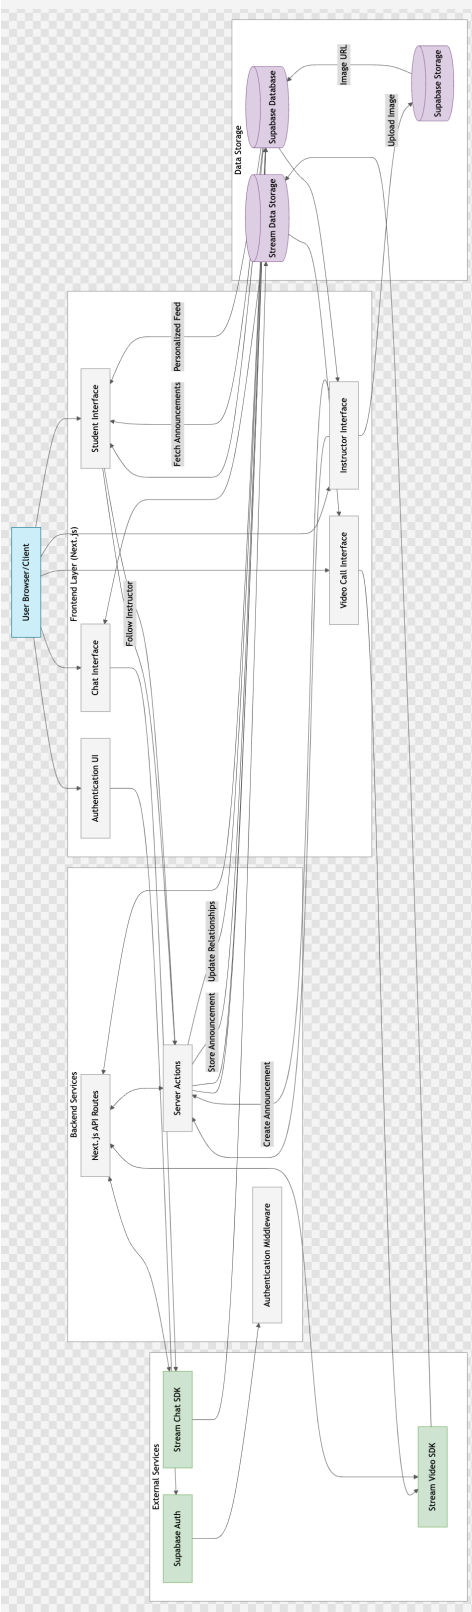 User Browser/Client
Frontend Layer (Next.js)
Authentication UI
Chat Interface
Student Interface
Video Call Interface
Instructor Interface
Follow Instructor
Fetch Announcements
Personalized Feed
Data Storage
Stream Data Storage
Supabase Database
Supabase Storage
Upload Image
Image URL
Backend Services
Next.js API Routes
Server Actions
Authentication Middleware
Store Announcement
Update Relationships
Create Announcement
External Services
Supabase Auth
Stream Chat SDK
Stream Video SDK